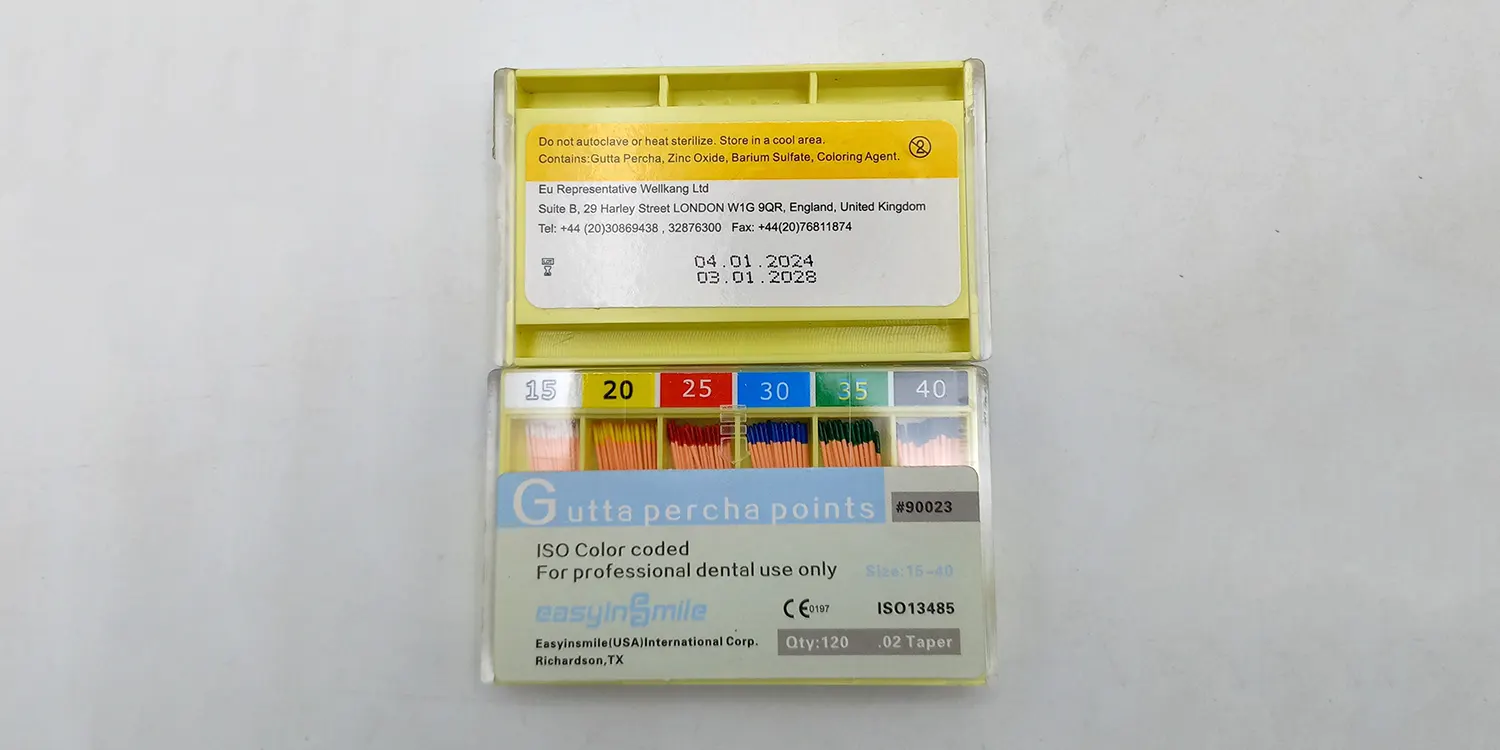 Do not autoclave or heat sterilize. Store in a cool area.
Contains:Gutta Percha, Zinc Oxide, Barium Sulfate, Coloring Agent.
Eu Representative Wellkang Ltd
Suite B, 29 Harley Street LONDON W1G 9QR, England, United Kingdom
Tel: +44 (20)30869438 , 32876300 Fax: +44(20)76811874
LOT
04.01.2024
03.01.2028
15 20 25 30 35 40
Gutta percha points #90023
ISO Color coded
For professional dental use only Size:15-40
easyinSmile CE0197 ISO13485
Easyinsmile(USA)International Corp. Qty:120 .02 Taper
Richardson,TX